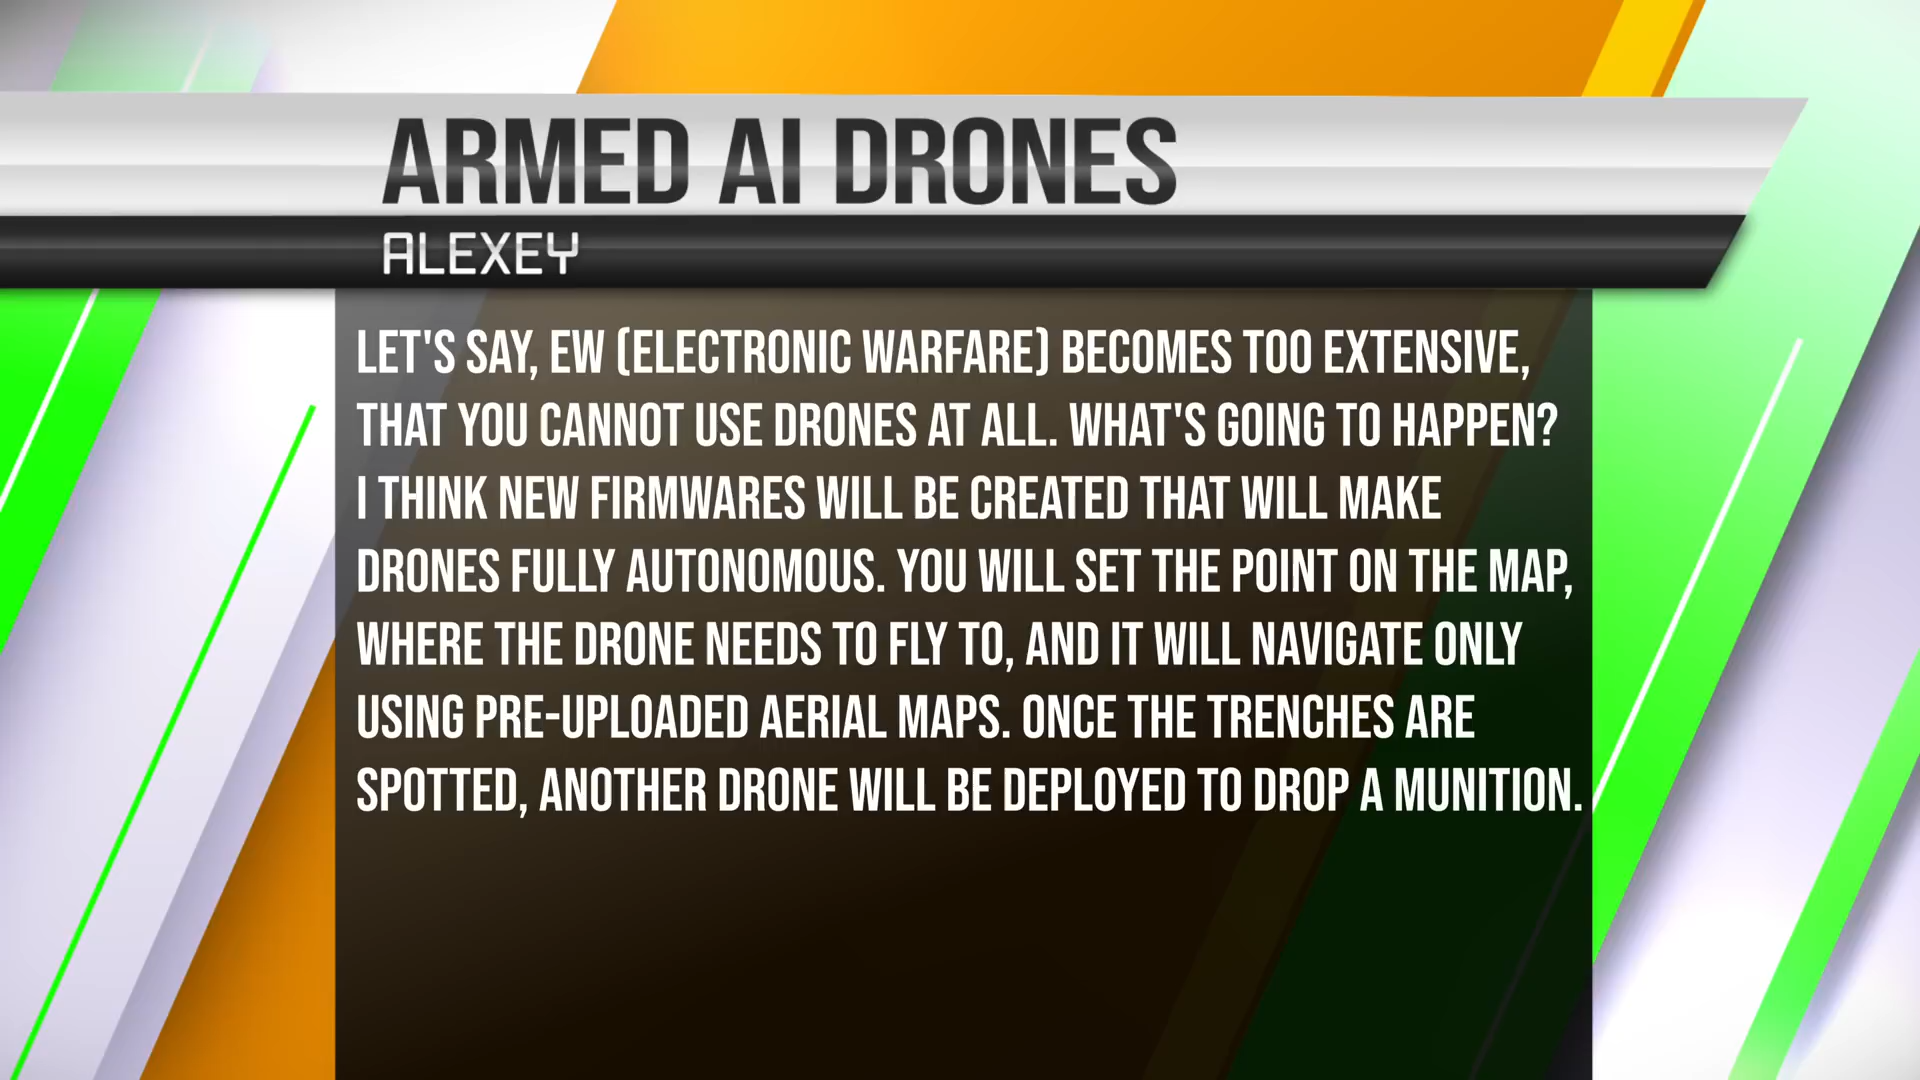 ARMED AI DRONES
ALEXEY
LET'S SAY, EW (ELECTRONIC WARFARE) BECOMES TOO EXTENSIVE,
THAT YOU CANNOT USE DRONES AT ALL. WHAT'S GOING TO HAPPEN?
I THINK NEW FIRMWARES WILL BE CREATED THAT WILL MAKE
DRONES FULLY AUTONOMOUS. YOU WILL SET THE POINT ON THE MAP,
WHERE THE DRONE NEEDS TO FLY TO, AND IT WILL NAVIGATE ONLY
USING PRE-UPLOADED AERIAL MAPS. ONCE THE TRENCHES ARE
SPOTTED, ANOTHER DRONE WILL BE DEPLOYED TO DROP A MUNITION.